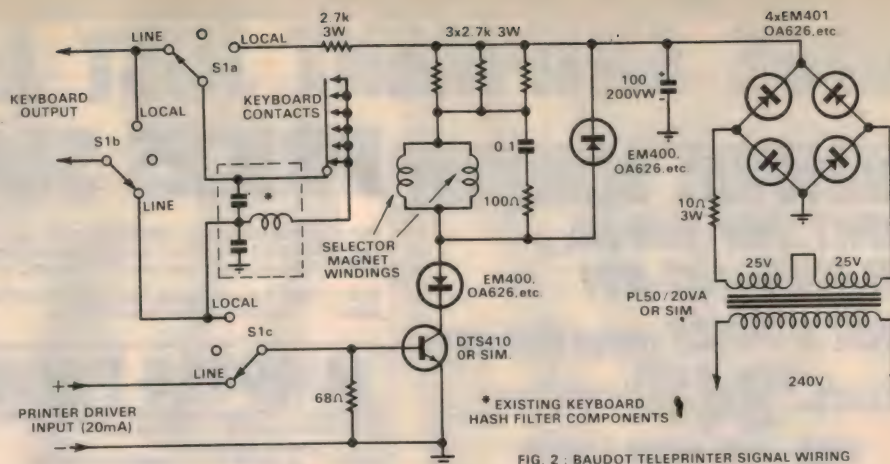 2.7k
3W
3x2.7k 3W
4xEM401
OA626,etc.
LINE
LOCAL
S1a
KEYBOARD
OUTPUT
LOCAL
KEYBOARD
CONTACTS
100
200VW
+
-
S1b
LINE
*
0.1
EM400,
OA626,etc.
100Ω
10Ω
3W
SELECTOR
MAGNET
WINDINGS
25V
25V
EM400,
OA626,etc.
PL50/20VA
OR SIM
LOCAL
S1c
DTS410
OR SIM.
LINE
+
68Ω
240V
PRINTER DRIVER
INPUT (20mA)
-
* EXISTING KEYBOARD
HASH FILTER COMPONENTS
FIG. 2 : BAUDOT TELEPRINTER SIGNAL WIRING